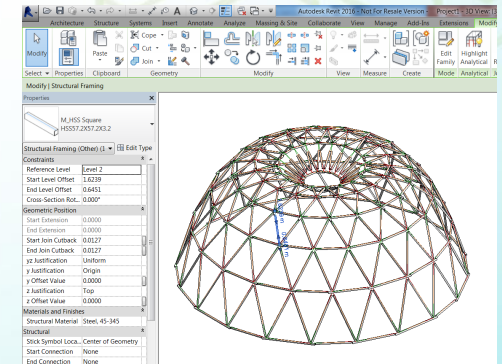 Autodesk Revit 2016 - Not For Resale Version - Project1 - 3D View:
Architecture Structure Systems Insert Annotate Analyze Massing & Site Collaborate View Manage Add-Ins Extensions Modif
Modify Paste Cope Cut Join Edit Family Highlight Analytical
Select Properties Clipboard Geometry Modify View Measure Create Mode Analytical
Modify | Structural Framing
Properties
M_HSS Square
HSS57.2X57.2X3.2
Structural Framing (Other) (1 Edit Type
Constraints
Reference Level Level 2
Start Level Offset 1.6239
End Level Offset 0.6451
Cross-Section Rot... 0.000°
Geometric Position
Start Extension 0.0000
End Extension 0.0000
Start Join Cutback 0.0127
End Join Cutback 0.0127
yz Justification Uniform
y Justification Origin
y Offset Value 0.0000
z Justification Top
z Offset Value 0.0000
Materials and Finishes
Structural Material Steel, 45-345
Structural
Stick Symbol Loca... Center of Geometry
Start Connection None
End Connection None